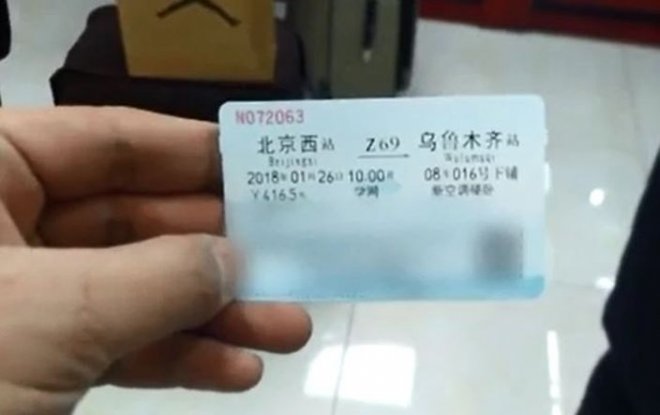 N072063
北京西站 Z69 乌鲁木齐站
Beijingxi Wulumuqi
2018年01月26日10:00开 08车016号下铺
￥416.5元 学网 新空调硬卧